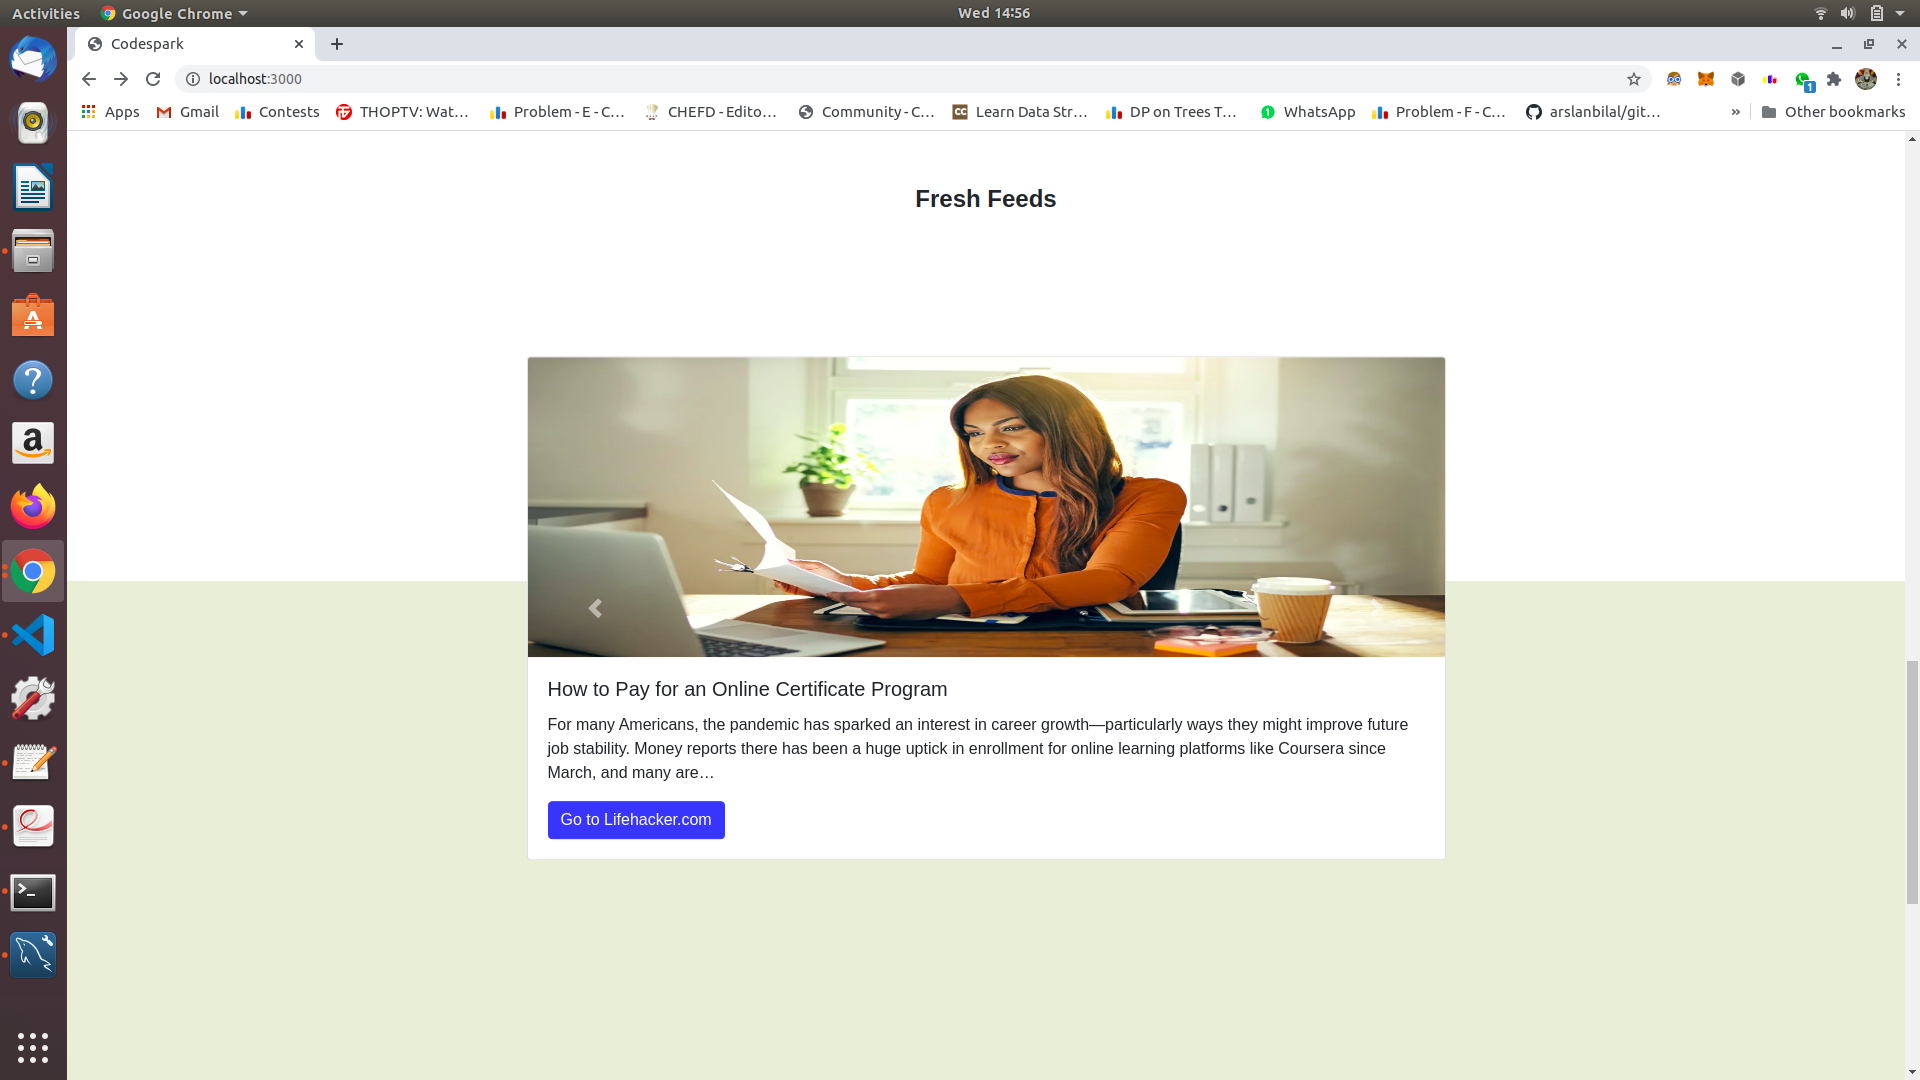 Activities
Google Chrome
Wed 14:56
Codespark
localhost:3000
1
Apps
Gmail
Contests
THOPTV: Wat...
Problem - E - C...
CHEFD - Edito...
Community - C...
CC
Learn Data Str...
DP on Trees T...
1
WhatsApp
Problem - F - C...
arslanbilal/git...
»
Other bookmarks
Fresh Feeds
How to Pay for an Online Certificate Program
For many Americans, the pandemic has sparked an interest in career growth—particularly ways they might improve future
job stability. Money reports there has been a huge uptick in enrollment for online learning platforms like Coursera since
March, and many are…
Go to Lifehacker.com